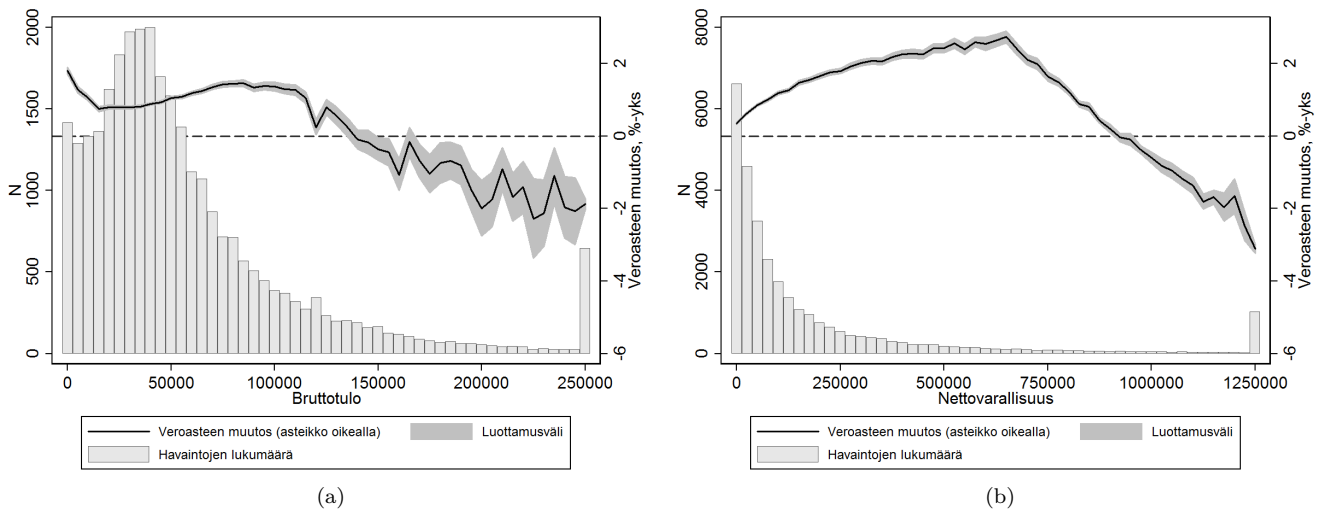 2000
1500
1000
500
0
N
2
0
-2
-4
-6
Veroasteen muutos, %-yks
0
50000
100000
150000
200000
250000
Bruttotulo
Veroasteen muutos (asteikko oikealla)
Luottamusväli
Havaintojen lukumäärä
(a)
8000
6000
4000
2000
0
N
2
0
-2
-4
-6
Veroasteen muutos, %-yks
0
250000
500000
750000
1000000
1250000
Nettovarallisuus
Veroasteen muutos (asteikko oikealla)
Luottamusväli
Havaintojen lukumäärä
(b)